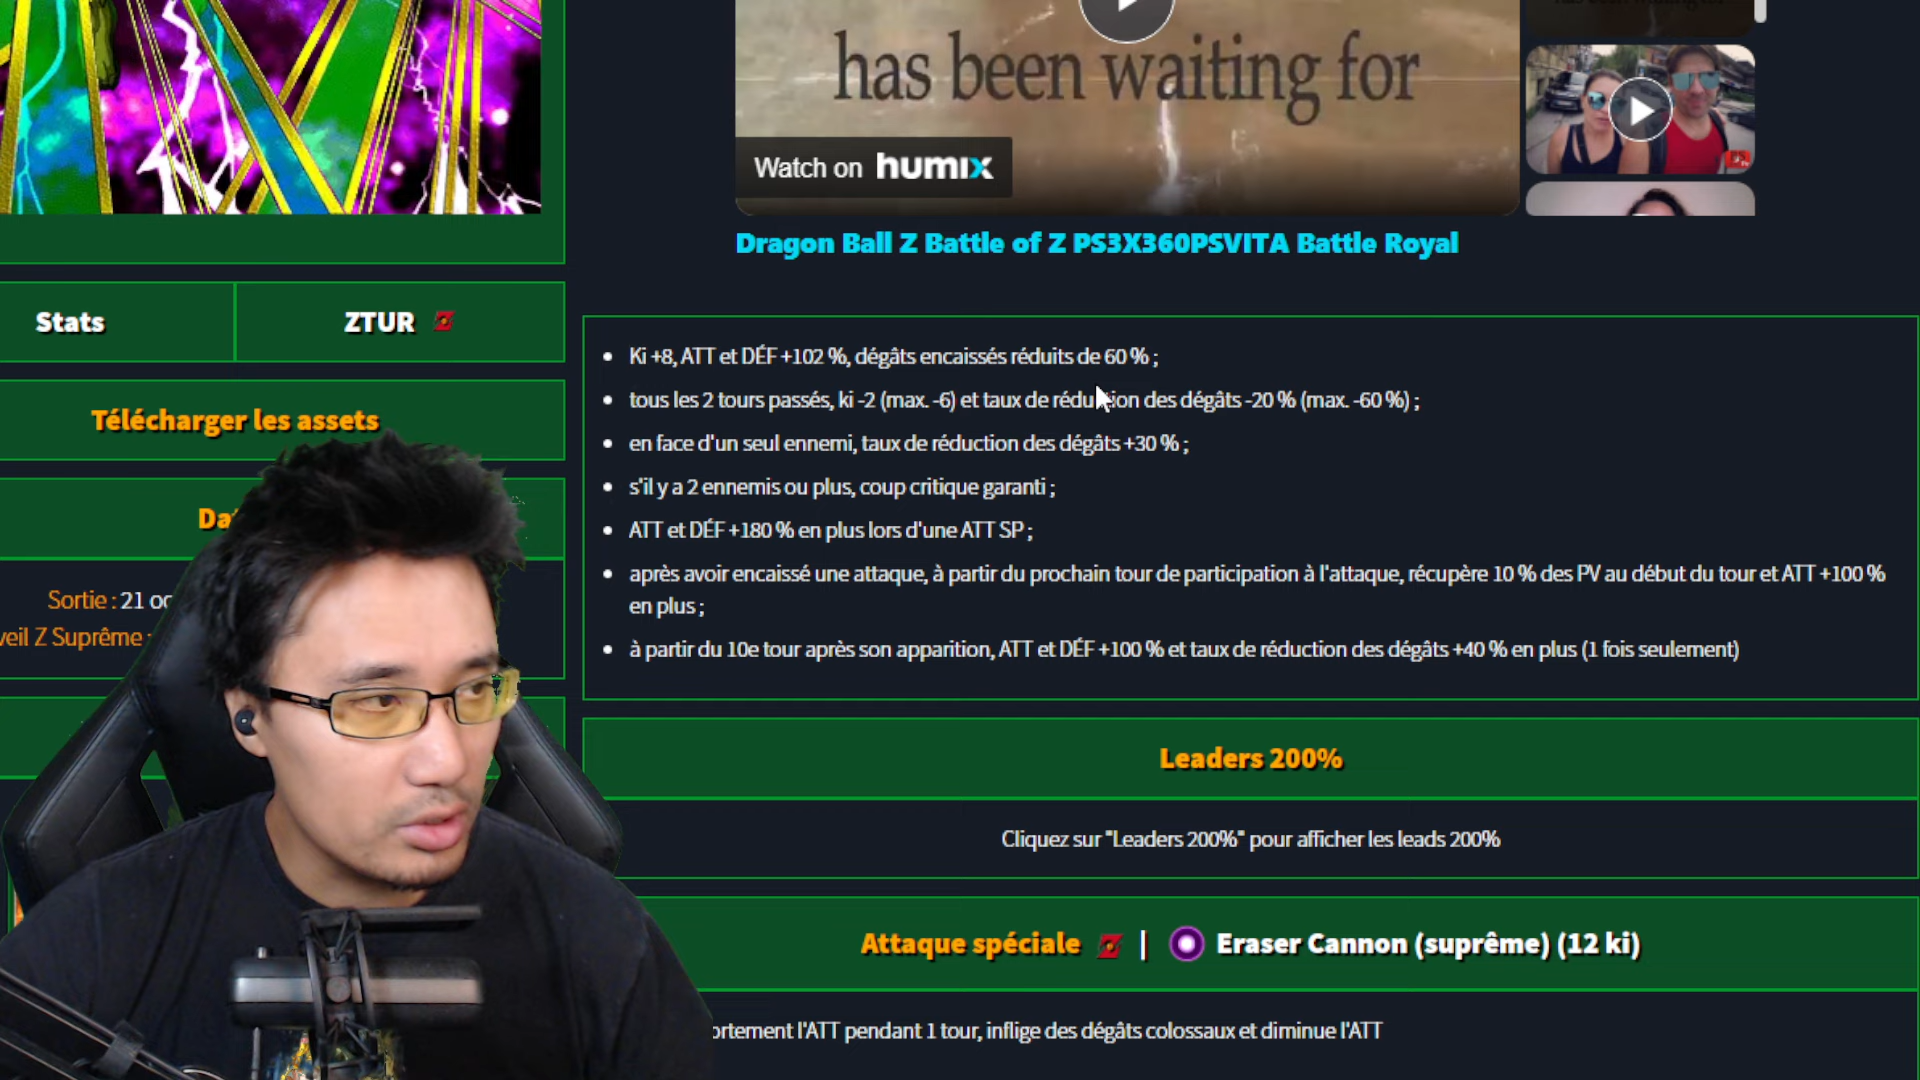 has been waiting for
Watch on humix
Dragon Ball Z Battle of Z PS3X360PSVITA Battle Royal
Stats
ZTUR
Télécharger les assets
Sortie : 21
veil Z Suprême :
Ki +8, ATT et DÉF +102 %, dégâts encaissés réduits de 60 % ;
tous les 2 tours passés, ki -2 (max. -6) et taux de réduction des dégâts -20 % (max. -60 %) ;
en face d'un seul ennemi, taux de réduction des dégâts +30 % ;
s'il y a 2 ennemis ou plus, coup critique garanti ;
ATT et DÉF +180 % en plus lors d'une ATT SP ;
après avoir encaissé une attaque, à partir du prochain tour de participation à l'attaque, récupère 10 % des PV au début du tour et ATT +100 %
en plus ;
à partir du 10e tour après son apparition, ATT et DÉF +100 % et taux de réduction des dégâts +40 % en plus (1 fois seulement)
Leaders 200%
Cliquez sur "Leaders 200%" pour afficher les leads 200%
Attaque spéciale | Eraser Cannon (suprême) (12 ki)
ortement l'ATT pendant 1 tour, inflige des dégâts colossaux et diminue l'ATT